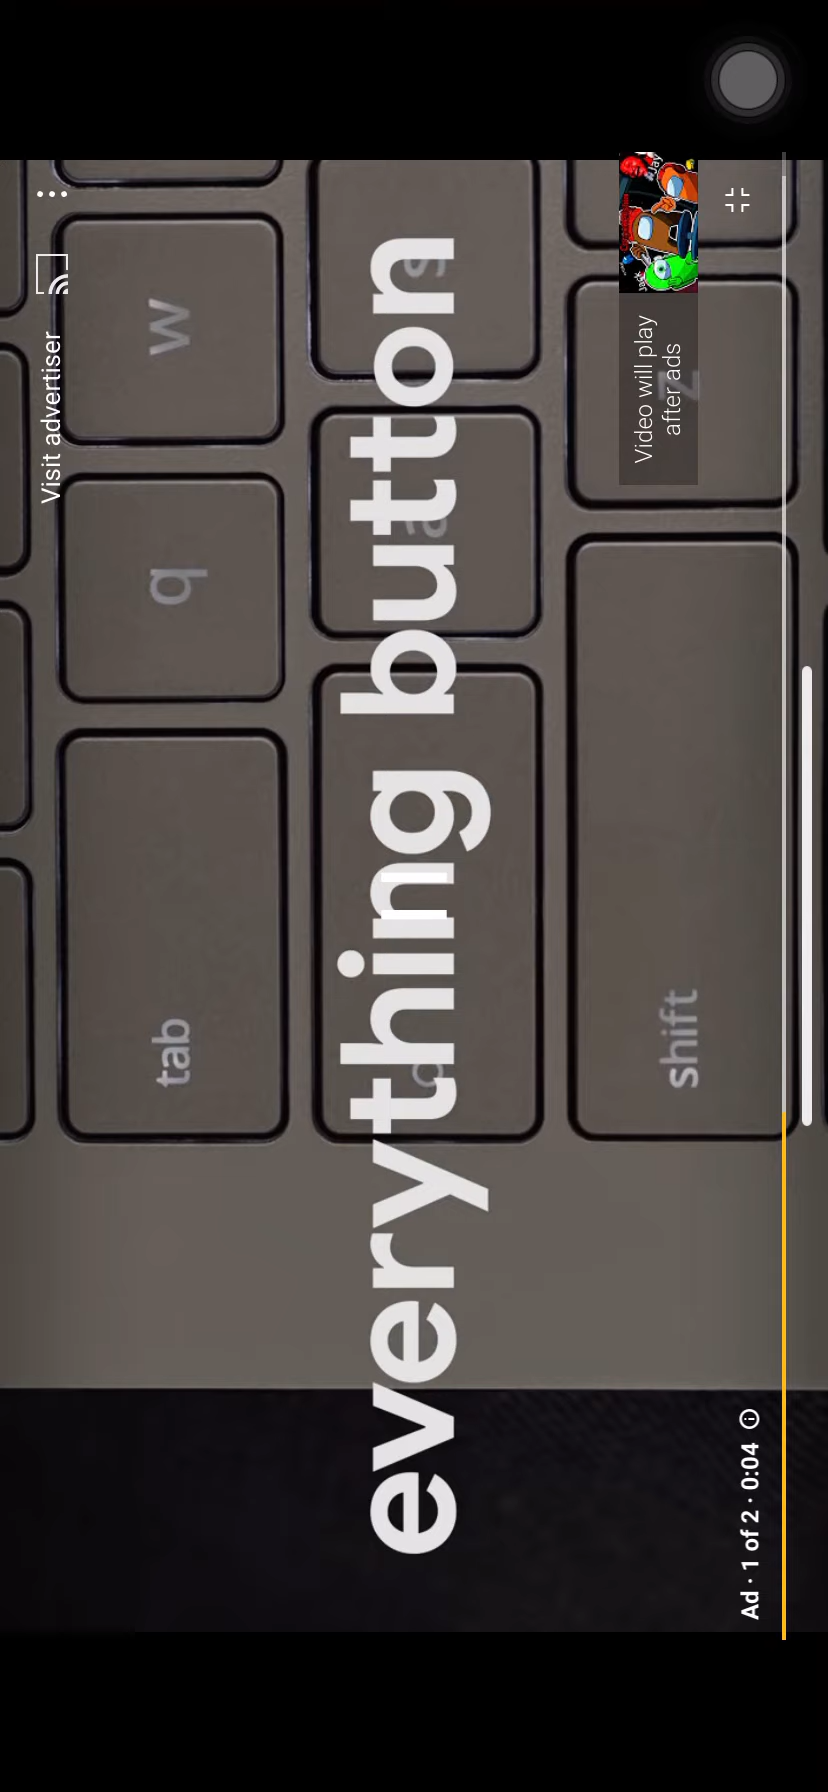 Visit advertiser
w
s
q
a
everything button
tab
shift
z
Video will play
after ads
Ad · 1 of 2 · 0:04